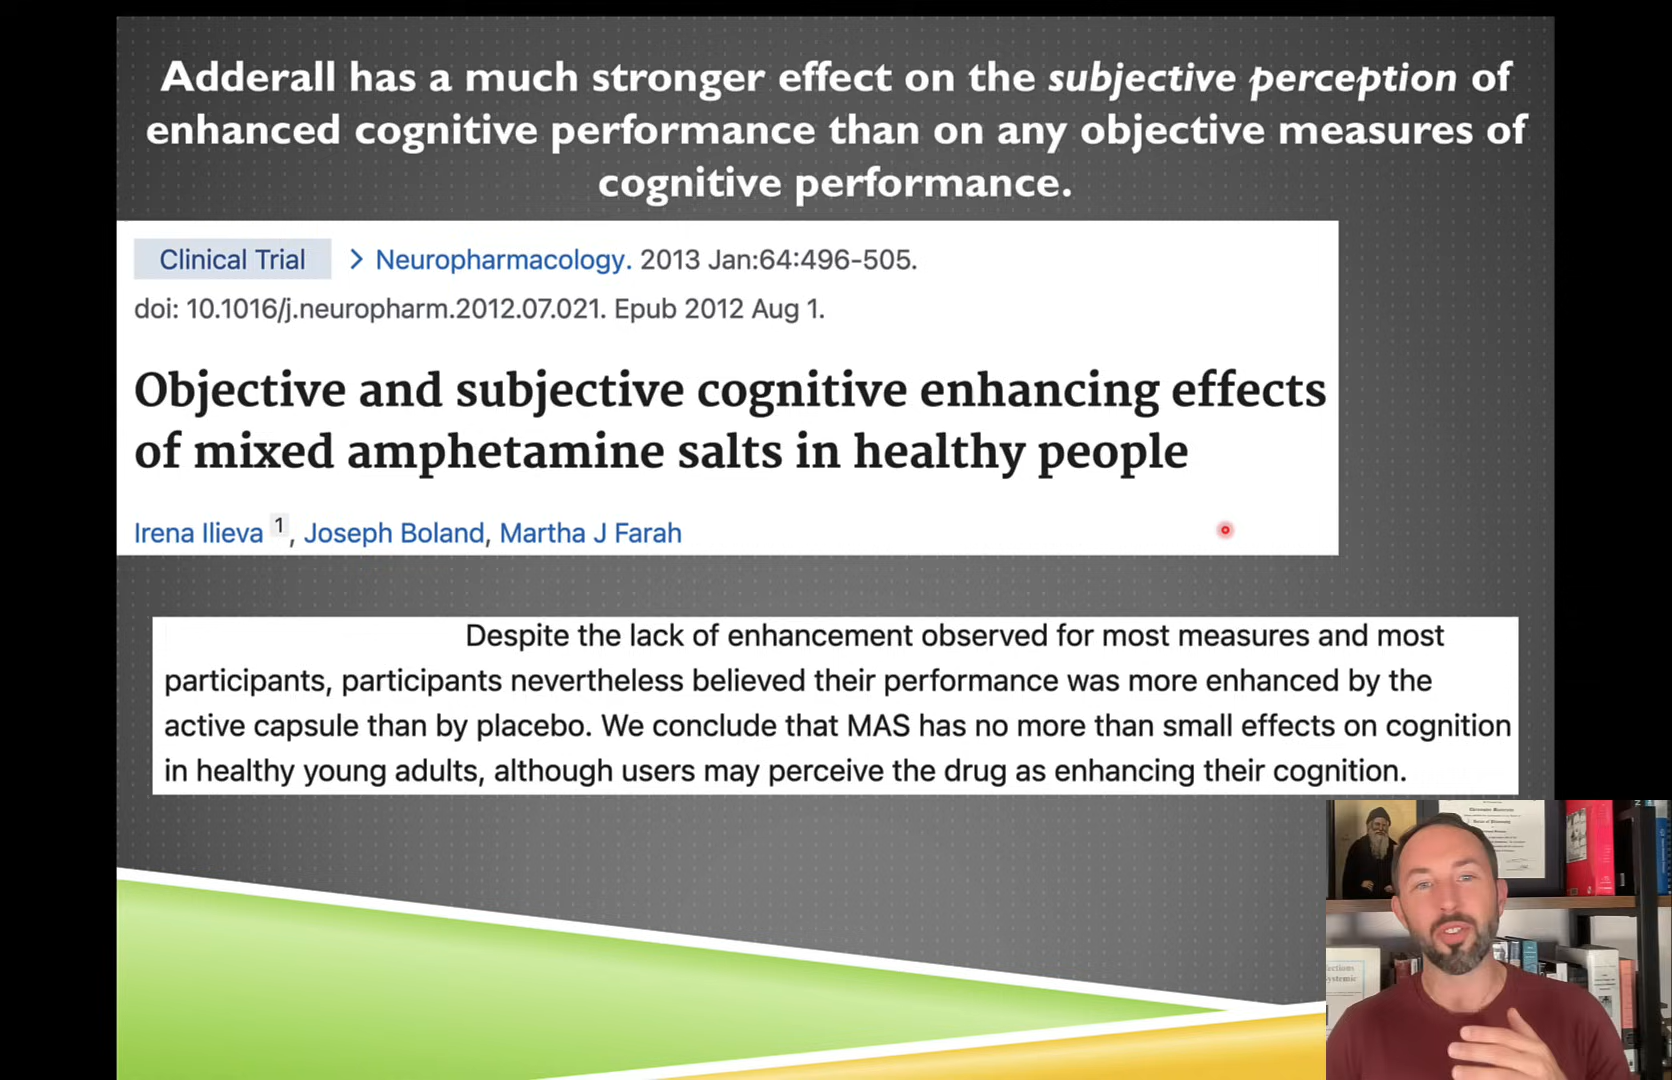 Adderall has a much stronger effect on the subjective perception of
enhanced cognitive performance than on any objective measures of
cognitive performance.
Clinical Trial > Neuropharmacology. 2013 Jan:64:496-505.
doi: 10.1016/j.neuropharm.2012.07.021. Epub 2012 Aug 1.
Objective and subjective cognitive enhancing effects
of mixed amphetamine salts in healthy people
Irena Ilieva 1, Joseph Boland, Martha J Farah
Despite the lack of enhancement observed for most measures and most
participants, participants nevertheless believed their performance was more enhanced by the
active capsule than by placebo. We conclude that MAS has no more than small effects on cognition
in healthy young adults, although users may perceive the drug as enhancing their cognition.